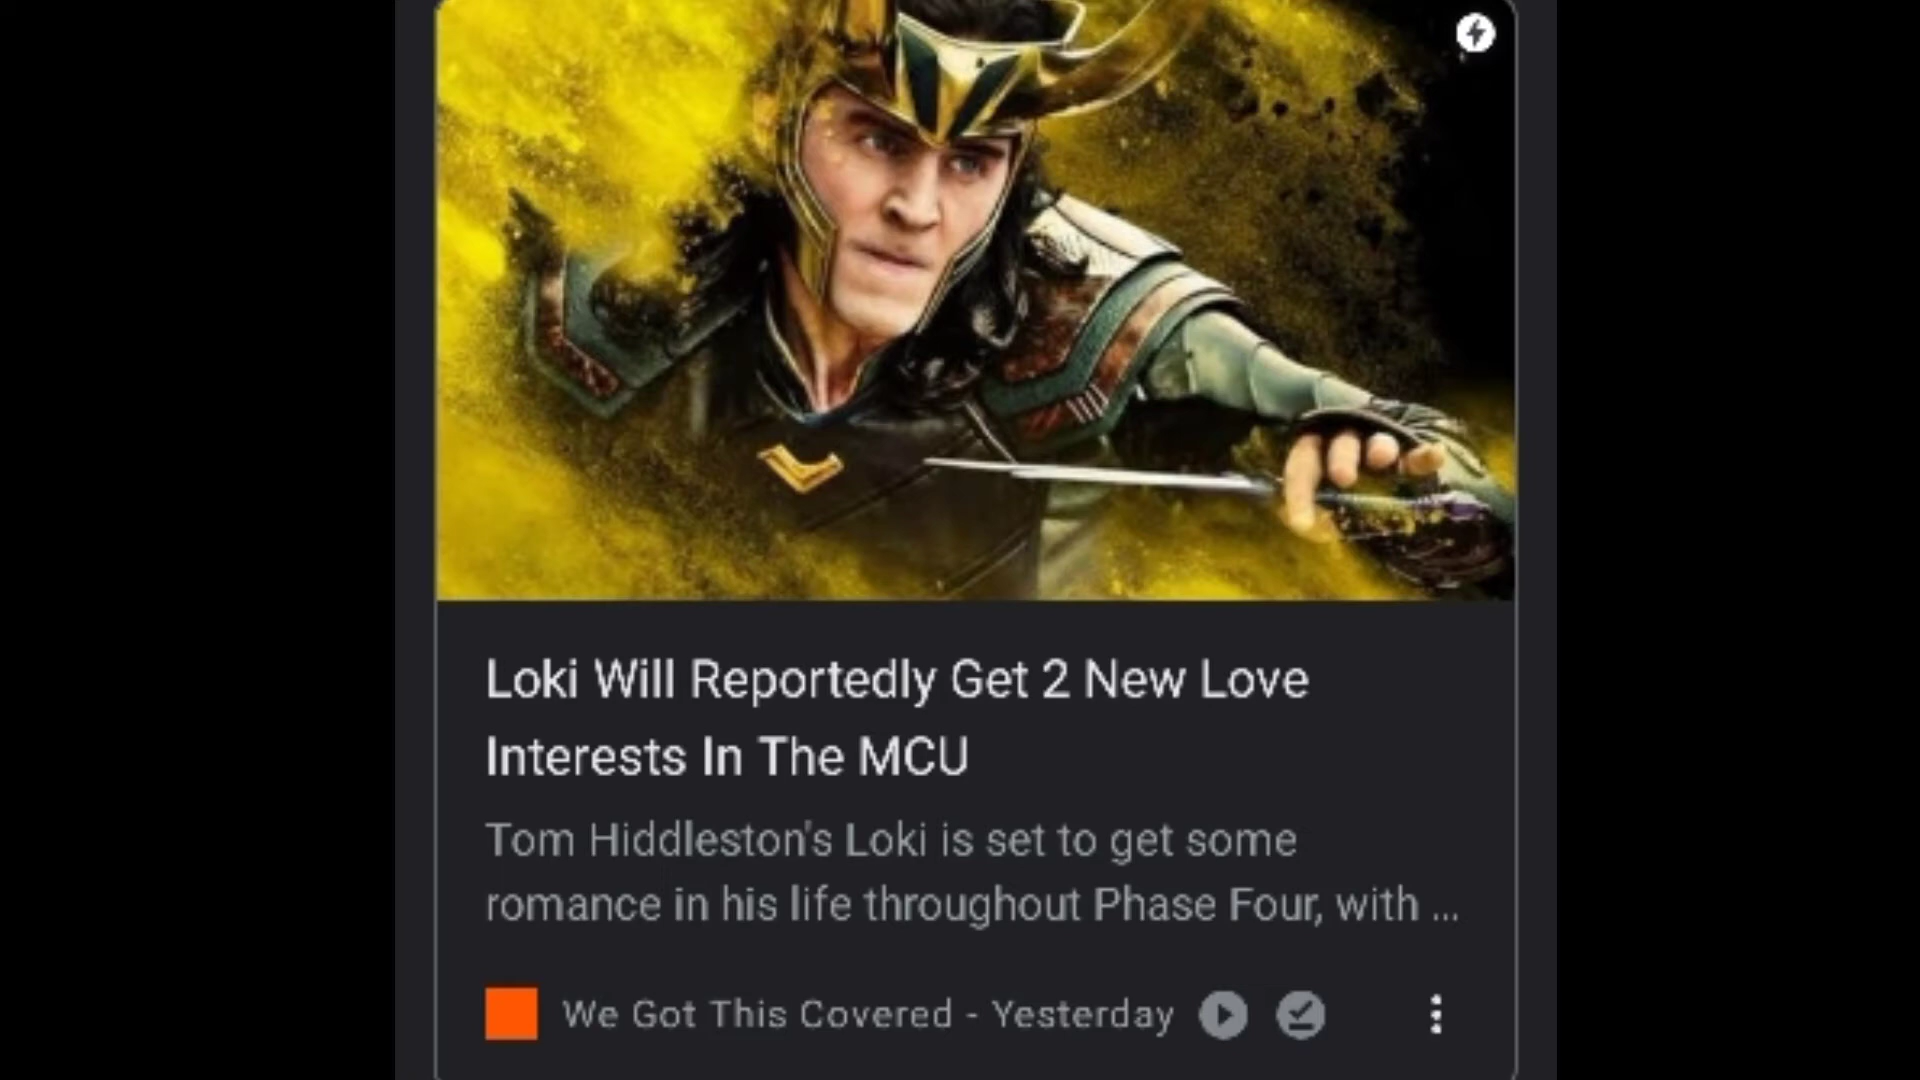 Loki Will Reportedly Get 2 New Love
Interests In The MCU
Tom Hiddleston's Loki is set to get some
romance in his life throughout Phase Four, with ...
We Got This Covered - Yesterday